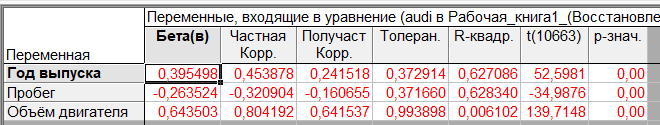 Переменные, входящие в уравнение (audi в Рабочая_книга1_(Восстановле
Переменная Бета(в) Частная Корр. Получаст Корр. Толеран. R-квадр. t(10663) р-знач.
Год выпуска 0,395498 0,453878 0,241518 0,372914 0,627086 52,5981 0,00
Пробег -0,263524 -0,320904 -0,160655 0,371660 0,628340 -34,9876 0,00
Объём двигателя 0,643503 0,804192 0,641537 0,993898 0,006102 139,7148 0,00